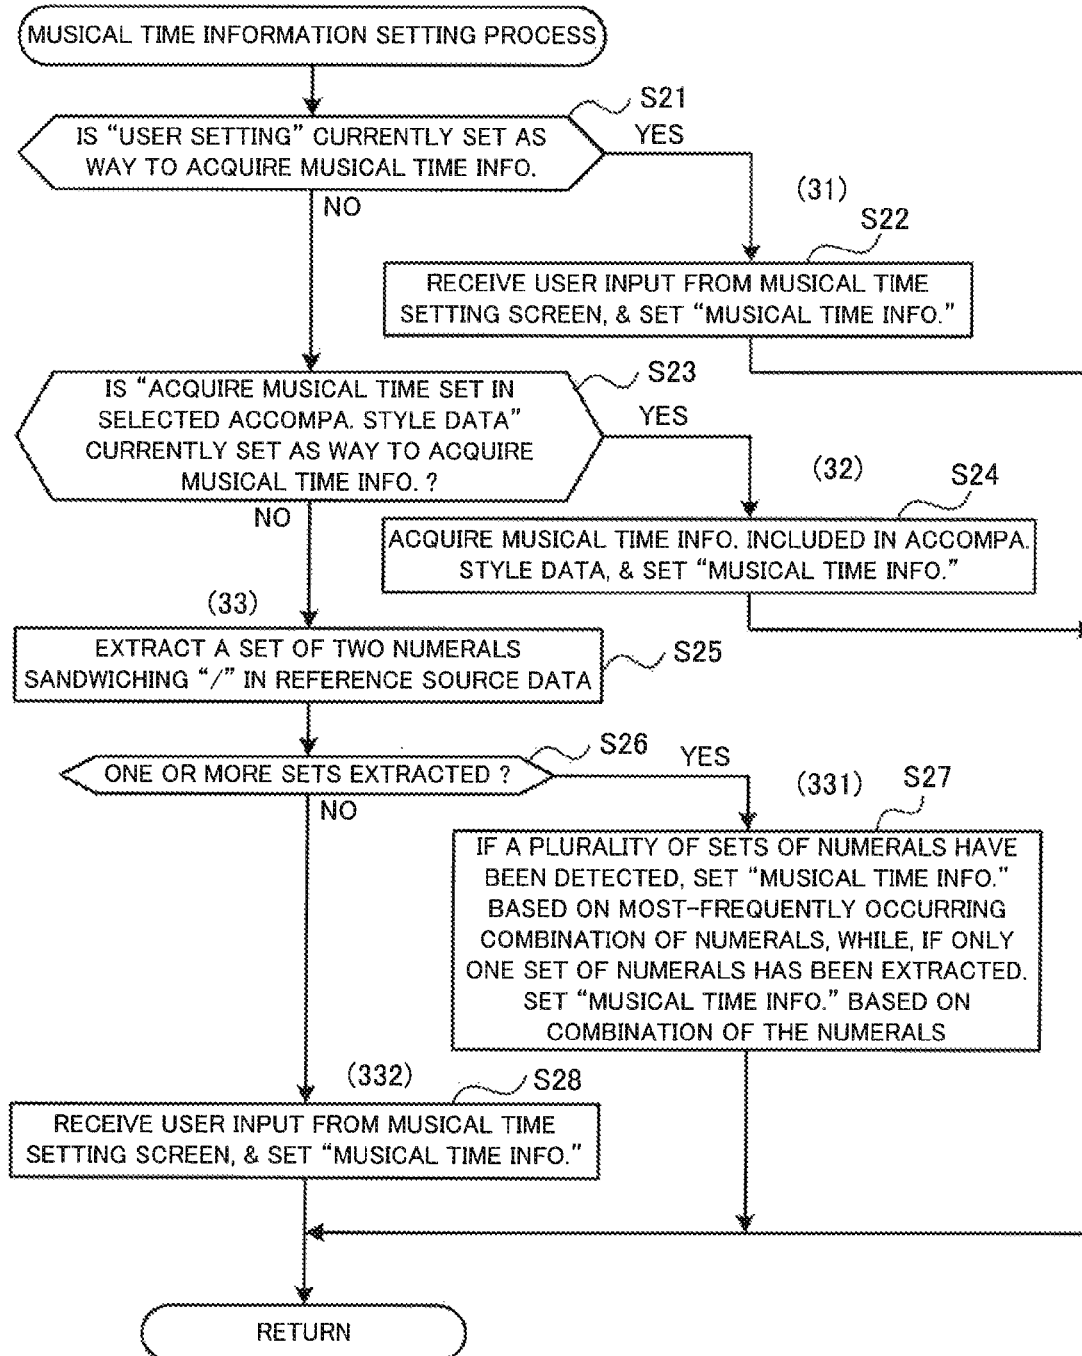 MUSICAL TIME INFORMATION SETTING PROCESS
S21
IS “USER SETTING” CURRENTLY SET AS
WAY TO ACQUIRE MUSICAL TIME INFO.
YES
NO
(31)
S22
RECEIVE USER INPUT FROM MUSICAL TIME
SETTING SCREEN, & SET “MUSICAL TIME INFO.”
S23
IS “ACQUIRE MUSICAL TIME SET IN
SELECTED ACCOMPA. STYLE DATA”
CURRENTLY SET AS WAY TO ACQUIRE
MUSICAL TIME INFO. ?
YES
NO
(32)
S24
ACQUIRE MUSICAL TIME INFO. INCLUDED IN ACCOMPA.
STYLE DATA, & SET “MUSICAL TIME INFO.”
(33)
EXTRACT A SET OF TWO NUMERALS
SANDWICHING “/” IN REFERENCE SOURCE DATA
S25
S26
ONE OR MORE SETS EXTRACTED ?
YES
NO
(331)
S27
IF A PLURALITY OF SETS OF NUMERALS HAVE
BEEN DETECTED, SET “MUSICAL TIME INFO.”
BASED ON MOST-FREQUENTLY OCCURRING
COMBINATION OF NUMERALS, WHILE, IF ONLY
ONE SET OF NUMERALS HAS BEEN EXTRACTED.
SET “MUSICAL TIME INFO.” BASED ON
COMBINATION OF THE NUMERALS
(332)
S28
RECEIVE USER INPUT FROM MUSICAL TIME
SETTING SCREEN, & SET “MUSICAL TIME INFO.”
RETURN